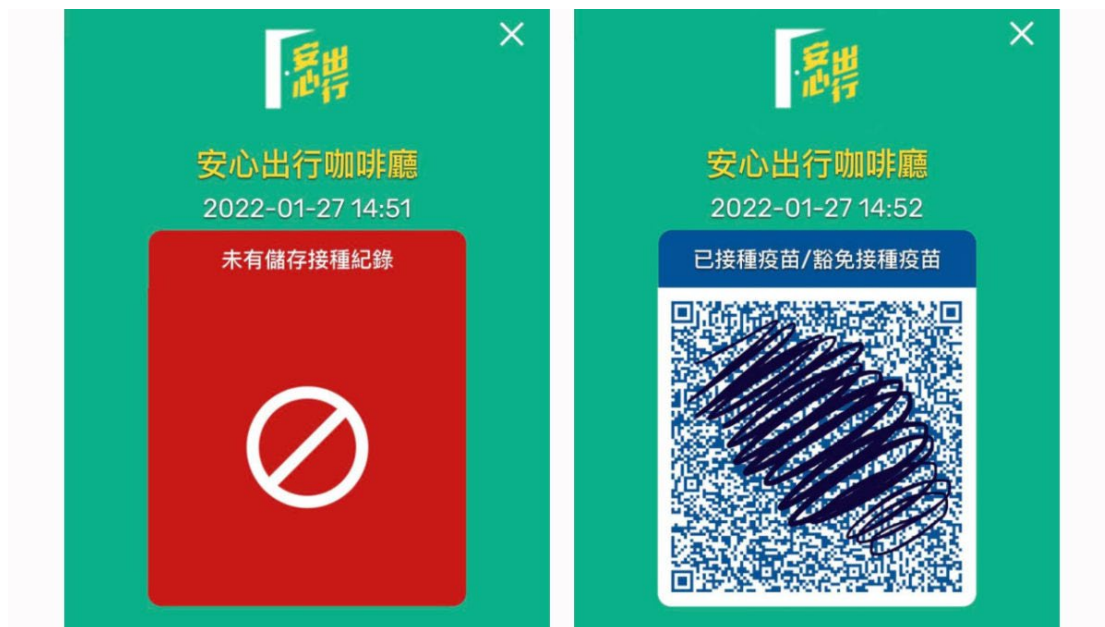 安心出行
安心出行咖啡廳
2022-01-27 14:51
未有儲存接種紀錄
安心出行
安心出行咖啡廳
2022-01-27 14:52
已接種疫苗/豁免接種疫苗